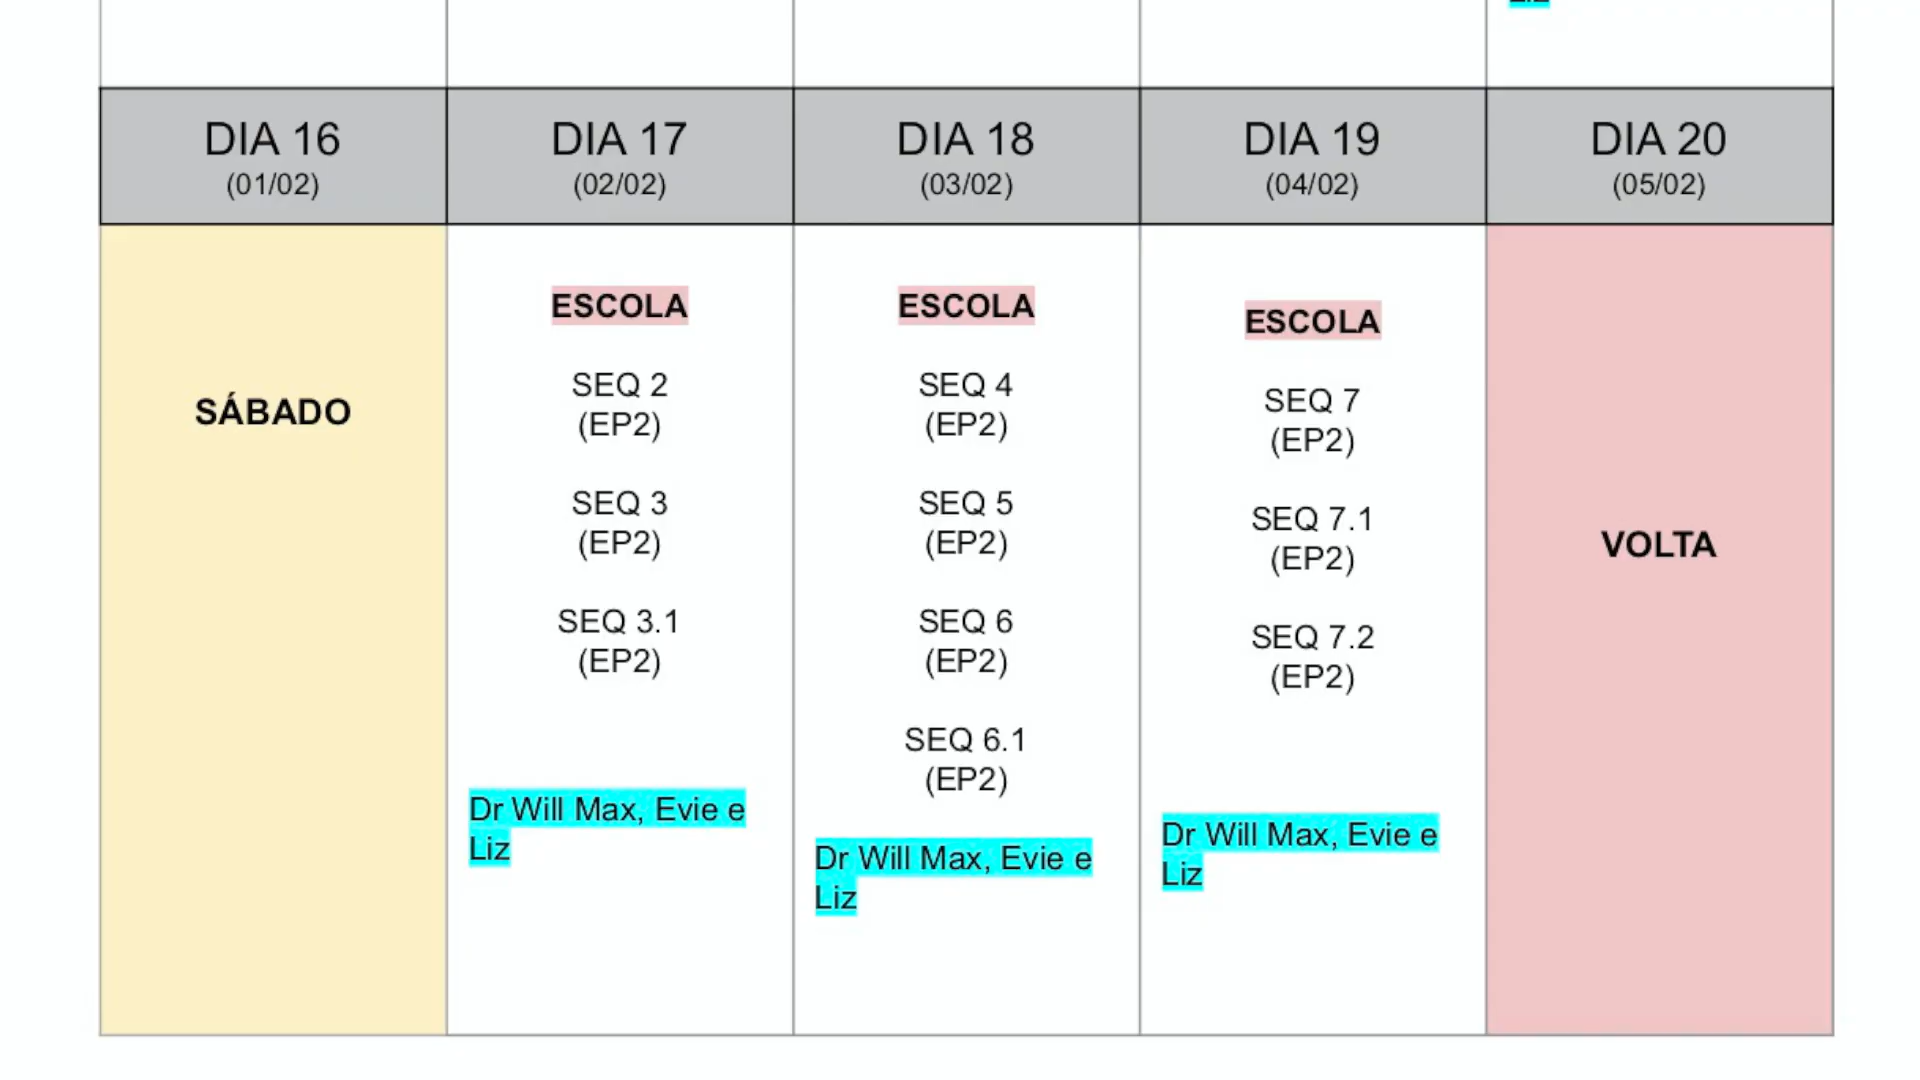 Liz
DIA 16
(01/02)
DIA 17
(02/02)
DIA 18
(03/02)
DIA 19
(04/02)
DIA 20
(05/02)
SÁBADO
ESCOLA
SEQ 2
(EP2)
SEQ 3
(EP2)
SEQ 3.1
(EP2)
Dr Will Max, Evie e
Liz
ESCOLA
SEQ 4
(EP2)
SEQ 5
(EP2)
SEQ 6
(EP2)
SEQ 6.1
(EP2)
Dr Will Max, Evie e
Liz
ESCOLA
SEQ 7
(EP2)
SEQ 7.1
(EP2)
SEQ 7.2
(EP2)
Dr Will Max, Evie e
Liz
VOLTA